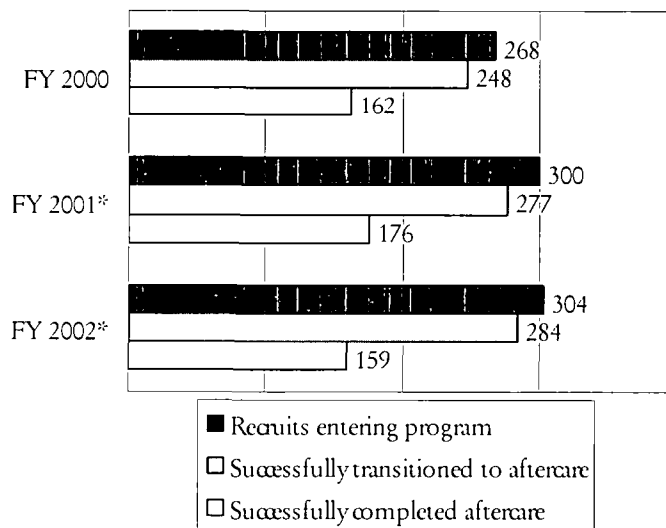 268
FY 2000
248
162
300
FY 2001*
277
176
304
FY 2002*
284
159
Recruits entering program
Successfully transitioned to aftercare
Successfully completed aftercare